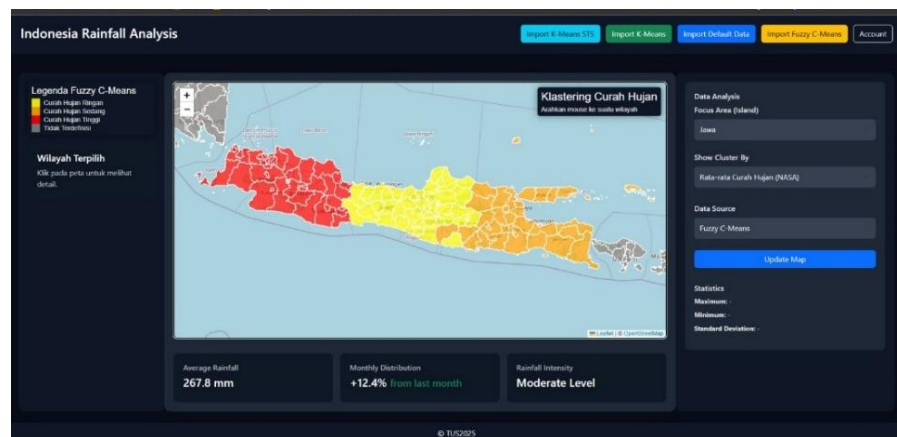 Indonesia Rainfall Analysis
Import K-Means STS
Import K-Means
Import Default Data
Import Fuzzy C-Means
Account
Legenda Fuzzy C-Means
Curah Hujan Ringan
Curah Hujan Sedang
Curah Hujan Tinggi
Tidak Terdefinisi
Wilayah Terpilih
Klik pada peta untuk melihat
detail.
+
−
Klastering Curah Hujan
Arahkan mouse ke suatu wilayah
Leaflet | © OpenStreetMap
Average Rainfall
267.8 mm
Monthly Distribution
+12.4% from last month
Rainfall Intensity
Moderate Level
Data Analysis
Focus Area (Island)
Jawa
Show Cluster By
Rata-rata Curah Hujan (NASA)
Data Source
Fuzzy C-Means
Update Map
Statistics
Maximum: -
Minimum: -
Standard Deviation: -
© TUS2025